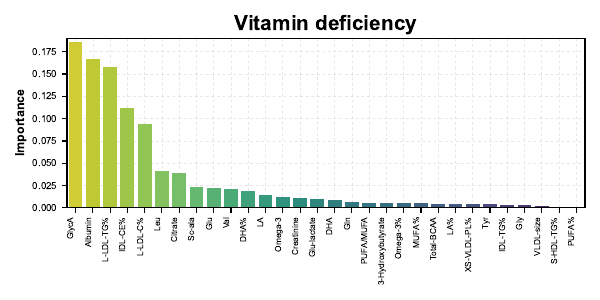 Vitamin deficiency
Importance
0.175
0.150
0.125
0.100
0.075
0.050
0.025
0.000
GlycA
Albumin
L-LDL-TG%
IDL-CE%
L-LDL-C%
Leu
Citrate
Sc-ala
Glu
Val
DHA%
LA
Omega-3
Creatinine
Glu-lactate
DHA
Gln
PUFA/MUFA
3-Hydroxybutyrate
Omega-3%
MUFA%
Total-BCAA
LA%
XS-VLDL-PL%
Tyr
IDL-TG%
Gly
VLDL-size
S-HDL-TG%
PUFA%